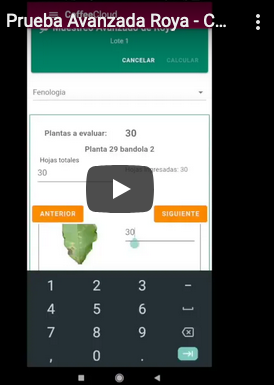 Prueba Avanzada Roya - C...
CoffeeCloud
Muestreo Avanzado de Roya
Lote 1
CANCELAR CALCULAR
Fenología
Plantas a evaluar: 30
Planta 29 bandola 2
Hojas totales
30 Hojas ingresadas: 30
ANTERIOR SIGUIENTE
30
1 2 3 -
4 5 6
7 8 9
, 0 .